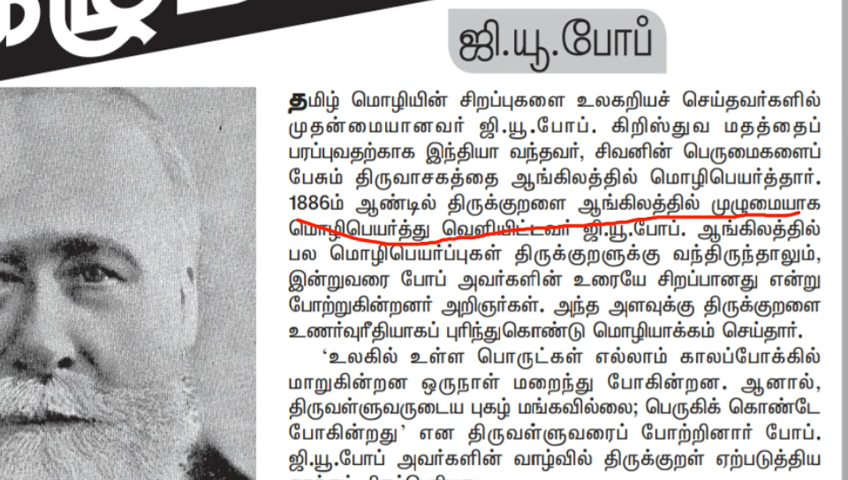 ஜி.யூ.போப்
தமிழ் மொழியின் சிறப்புகளை உலகறியச் செய்தவர்களில்
முதன்மையானவர் ஜி.யூ.போப். கிறிஸ்துவ மதத்தைப்
பரப்புவதற்காக இந்தியா வந்தவர், சிவனின் பெருமைகளைப்
பேசும் திருவாசகத்தை ஆங்கிலத்தில் மொழிபெயர்த்தார்.
1886ம் ஆண்டில் திருக்குறளை ஆங்கிலத்தில் முழுமையாக
மொழிபெயர்த்து வெளியிட்டவர் ஜி.யூ.போப். ஆங்கிலத்தில்
பல மொழிபெயர்ப்புகள் திருக்குறளுக்கு வந்திருந்தாலும்,
இன்றுவரை போப் அவர்களின் உரையே சிறப்பானது என்று
போற்றுகின்றனர் அறிஞர்கள். அந்த அளவுக்கு திருக்குறளை
உணர்வுரீதியாகப் புரிந்துகொண்டு மொழியாக்கம் செய்தார்.
‘உலகில் உள்ள பொருட்கள் எல்லாம் காலப்போக்கில்
மாறுகின்றன ஒருநாள் மறைந்து போகின்றன. ஆனால்,
திருவள்ளுவருடைய புகழ் மங்கவில்லை; பெருகிக் கொண்டே
போகின்றது’ என திருவள்ளுவரைப் போற்றினார் போப்.
ஜி.யூ.போப் அவர்களின் வாழ்வில் திருக்குறள் ஏற்படுத்திய